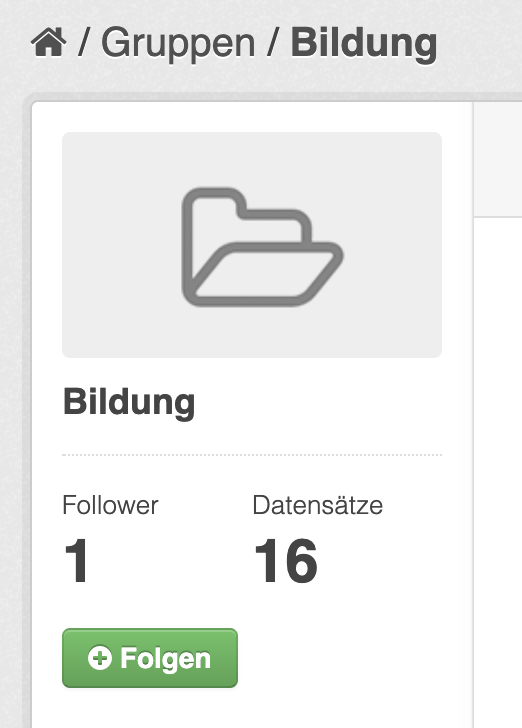 / Gruppen / Bildung
Bildung
Follower Datensätze
1 16
Folgen